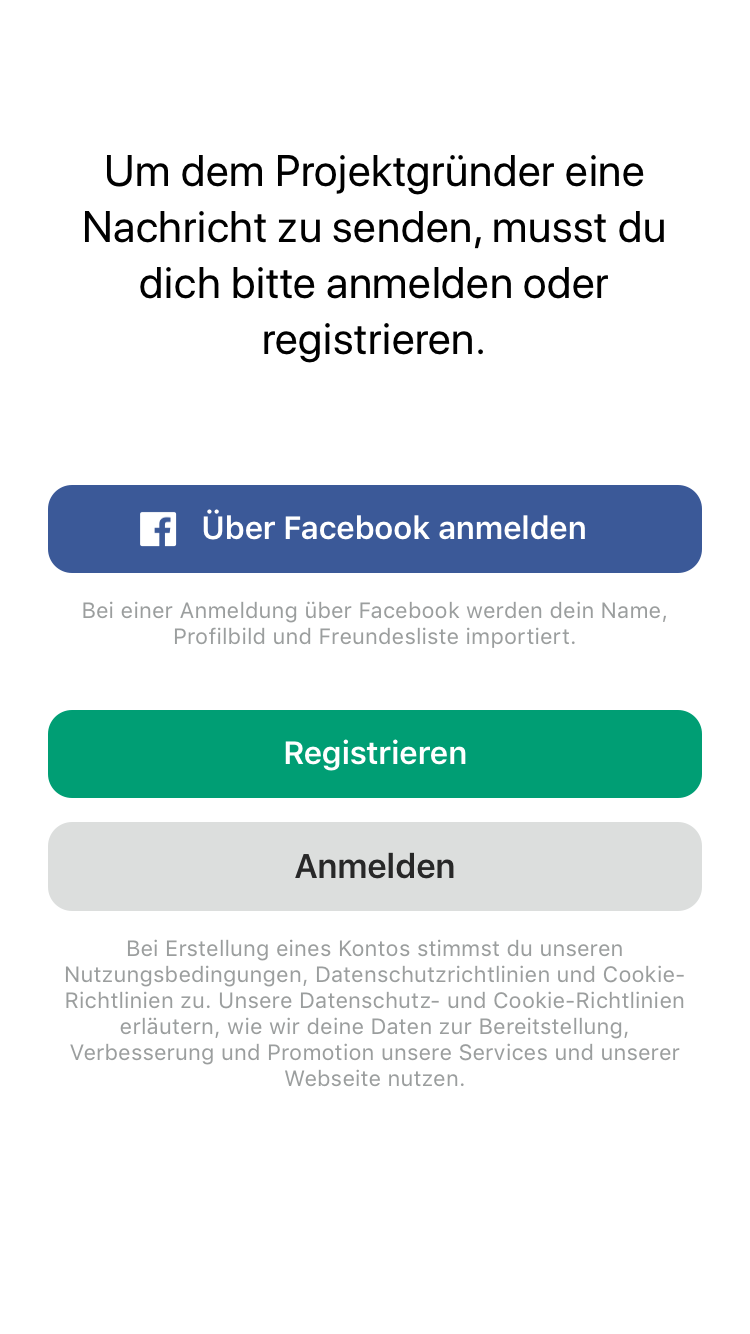 Um dem Projektgründer eine
Nachricht zu senden, musst du
dich bitte anmelden oder
registrieren.
Über Facebook anmelden
Bei einer Anmeldung über Facebook werden dein Name,
Profilbild und Freundesliste importiert.
Registrieren
Anmelden
Bei Erstellung eines Kontos stimmst du unseren
Nutzungsbedingungen, Datenschutzrichtlinien und Cookie-
Richtlinien zu. Unsere Datenschutz- und Cookie-Richtlinien
erläutern, wie wir deine Daten zur Bereitstellung,
Verbesserung und Promotion unsere Services und unserer
Webseite nutzen.